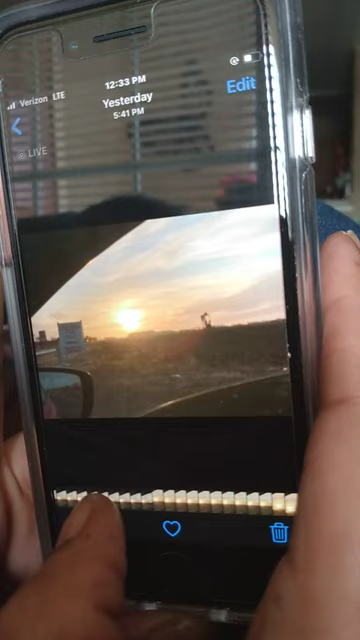 12:33 PM
Verizon LTE
Yesterday
Edit
5:41 PM
LIVE